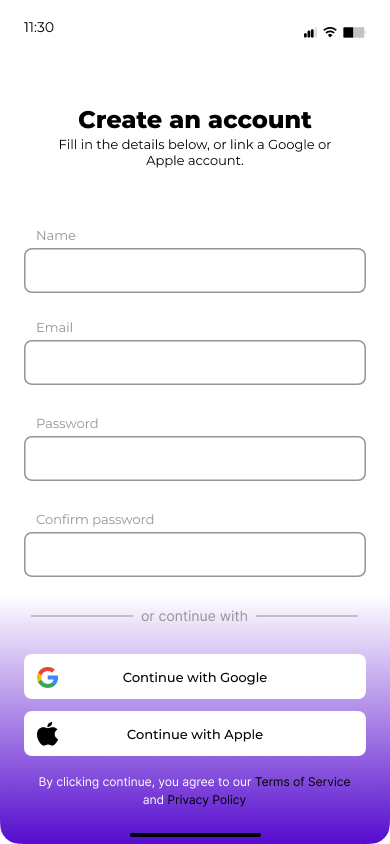 11:30
Create an account
Fill in the details below, or link a Google or
Apple account.
Name
Email
Password
Confirm password
or continue with
Continue with Google
Continue with Apple
By clicking continue, you agree to our Terms of Service
and Privacy Policy